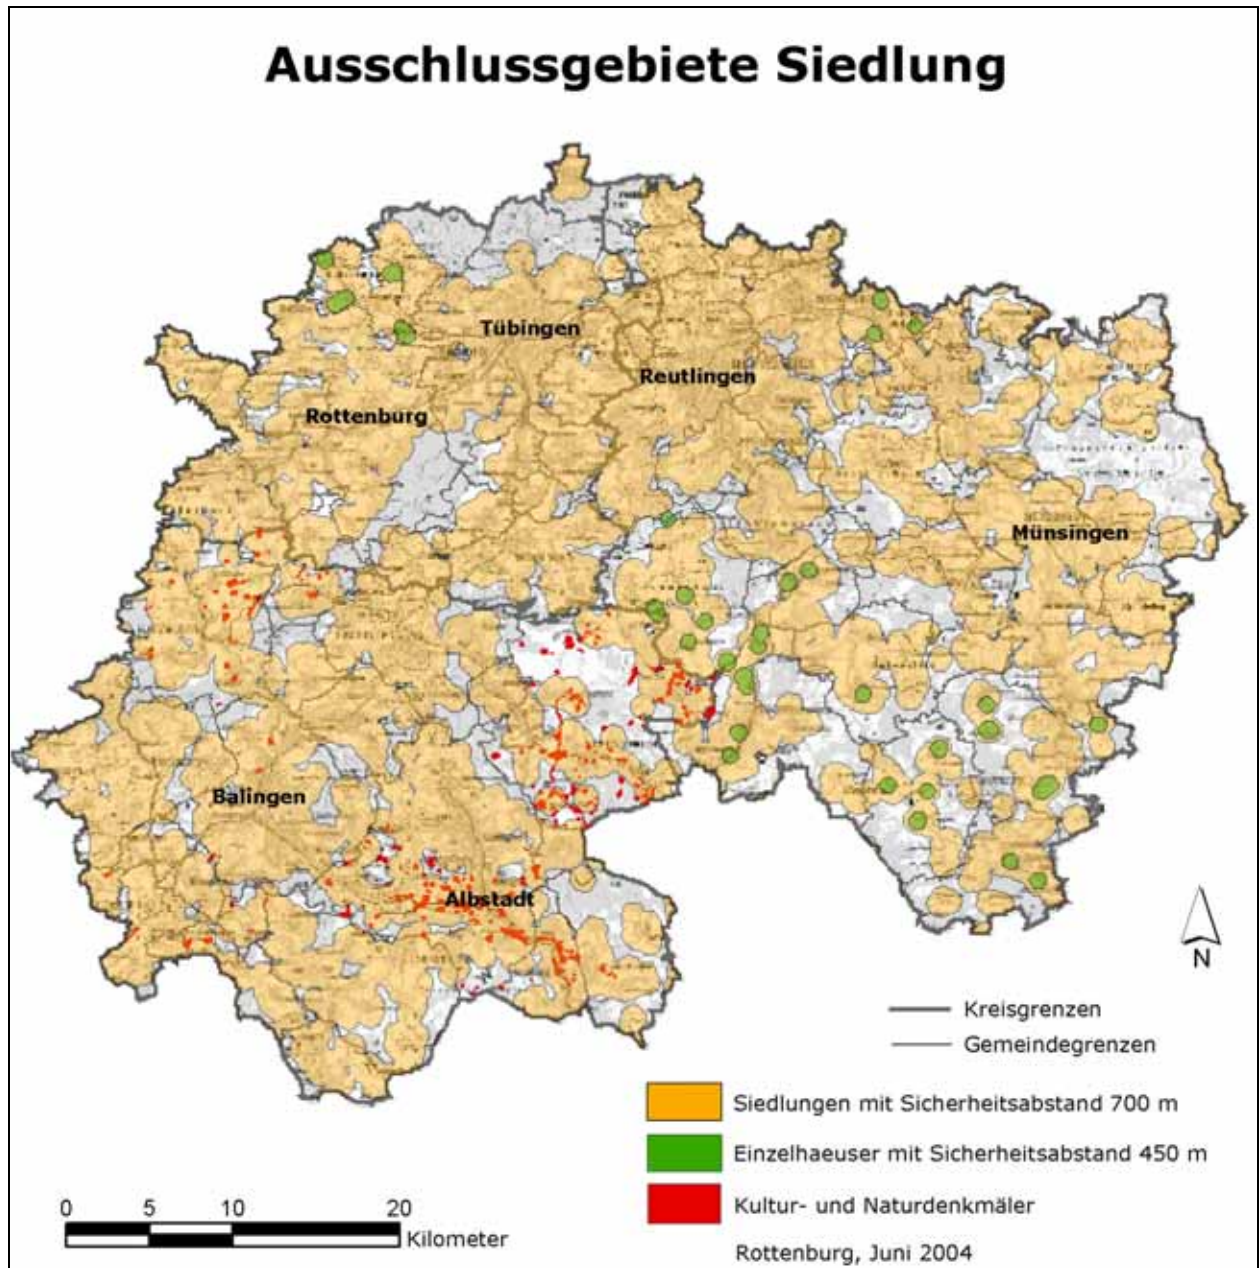 Ausschlussgebiete Siedlung
Tübingen
Reutlingen
Rottenburg
Münsingen
Balingen
Albstadt
N
Kreisgrenzen
Gemeindegrenzen
Siedlungen mit Sicherheitsabstand 700 m
Einzelhaeuser mit Sicherheitsabstand 450 m
Kultur- und Naturdenkmäler
0 5 10 20
Kilometer
Rottenburg, Juni 2004